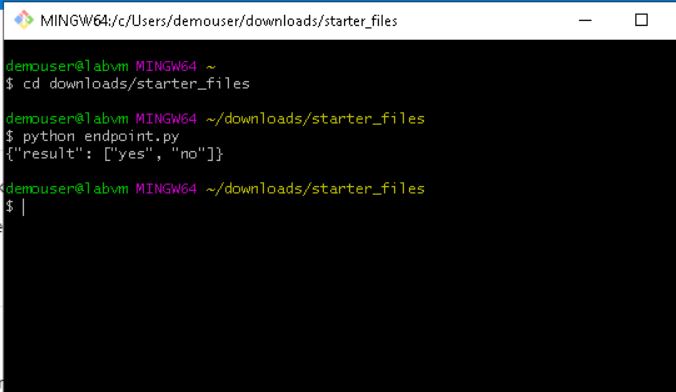 MINGW64:/c/Users/demouser/downloads/starter_files
demouser@labvm MINGW64 ~
$ cd downloads/starter_files
demouser@labvm MINGW64 ~/downloads/starter_files
$ python endpoint.py
{"result": ["yes", "no"]}
demouser@labvm MINGW64 ~/downloads/starter_files
$